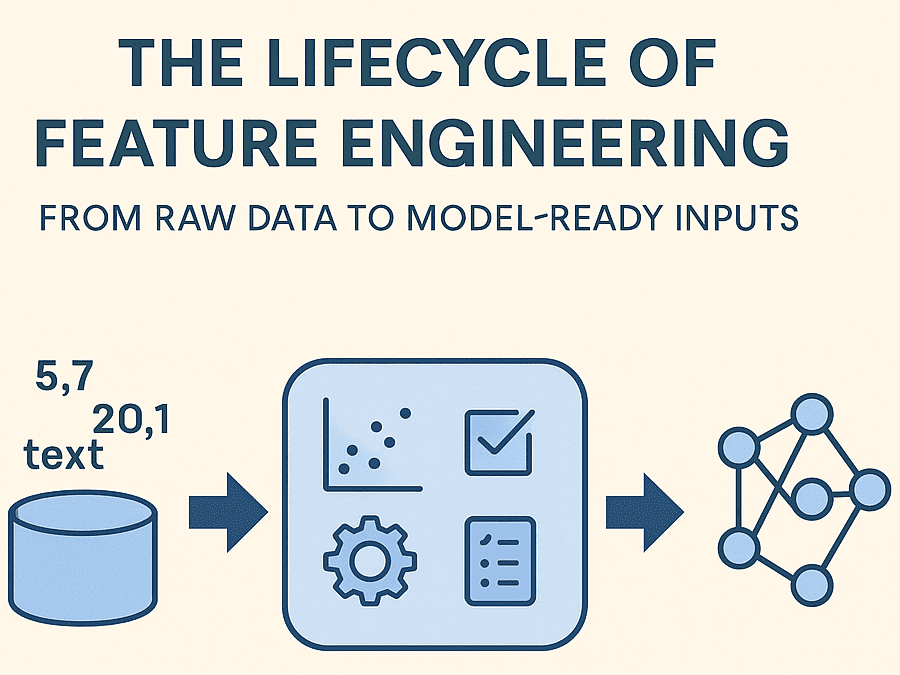 THE LIFECYCLE OF
FEATURE ENGINEERING
FROM RAW DATA TO MODEL-READY INPUTS
5,7
20,1
text